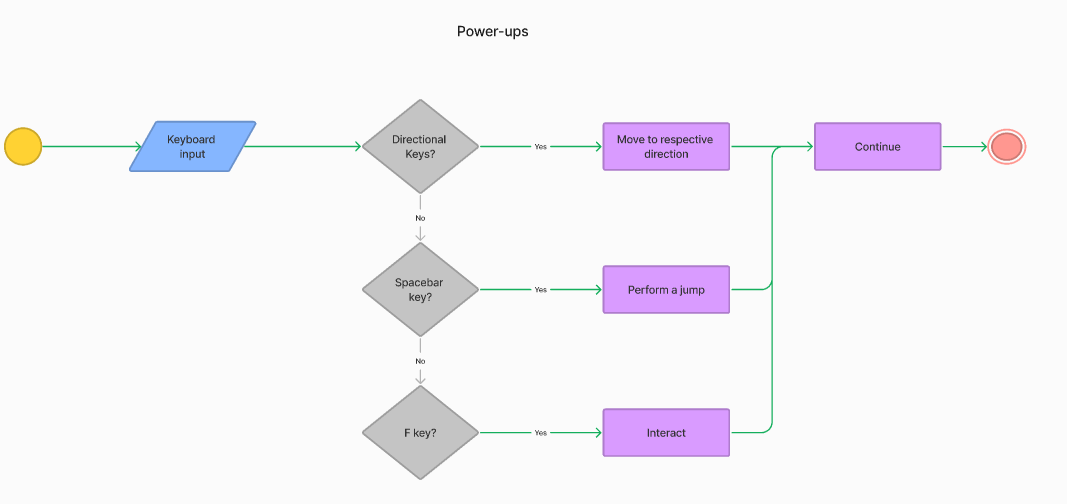 Power-ups
Keyboard
input
Directional
Keys?
Yes
Move to respective
direction
Continue
No
Spacebar
key?
Yes
Perform a jump
No
F key?
Yes
Interact